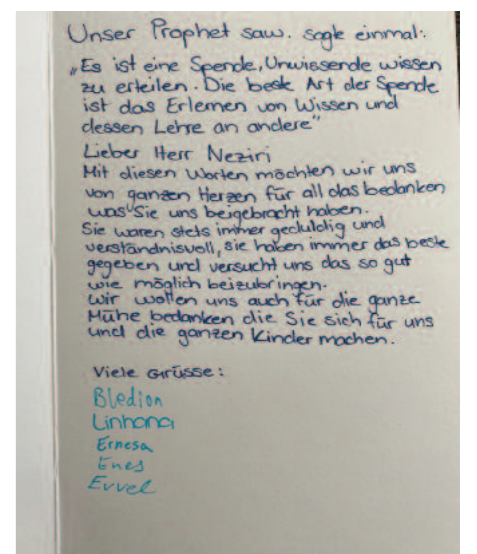 Unser Prophet saw. sagte einmal:
„Es ist eine Spende, Unwissende wissen
zu erteilen. Die beste Art der Spende
ist das Erlernen von Wissen und
dessen Lehre an andere“
Lieber Herr Neziri
Mit diesen Worten möchten wir uns
von ganzen Herzen für all das bedanken
was Sie uns beigebracht haben.
Sie waren stets immer geduldig und
verständnisvoll, sie haben immer das beste
gegeben und versucht uns das so gut
wie möglich beizubringen.
Wir wollen uns auch für die ganze
Mühe bedanken die Sie sich für uns
und die ganzen Kinder machen.
Viele Grüsse:
Bledion
Linhana
Ernesa
Enes
Evvel